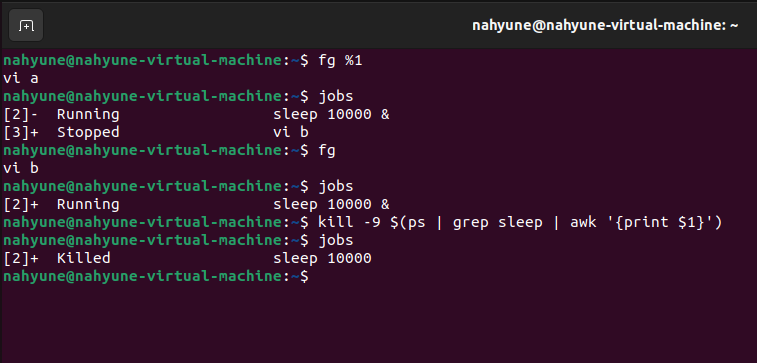 nahyune@nahyune-virtual-machine: ~
nahyune@nahyune-virtual-machine:~$ fg %1
vi a
nahyune@nahyune-virtual-machine:~$ jobs
[2]-  Running                 sleep 10000 &
[3]+  Stopped                 vi b
nahyune@nahyune-virtual-machine:~$ fg
vi b
nahyune@nahyune-virtual-machine:~$ jobs
[2]+  Running                 sleep 10000 &
nahyune@nahyune-virtual-machine:~$ kill -9 $(ps | grep sleep | awk '{print $1}')
nahyune@nahyune-virtual-machine:~$ jobs
[2]+  Killed                  sleep 10000
nahyune@nahyune-virtual-machine:~$